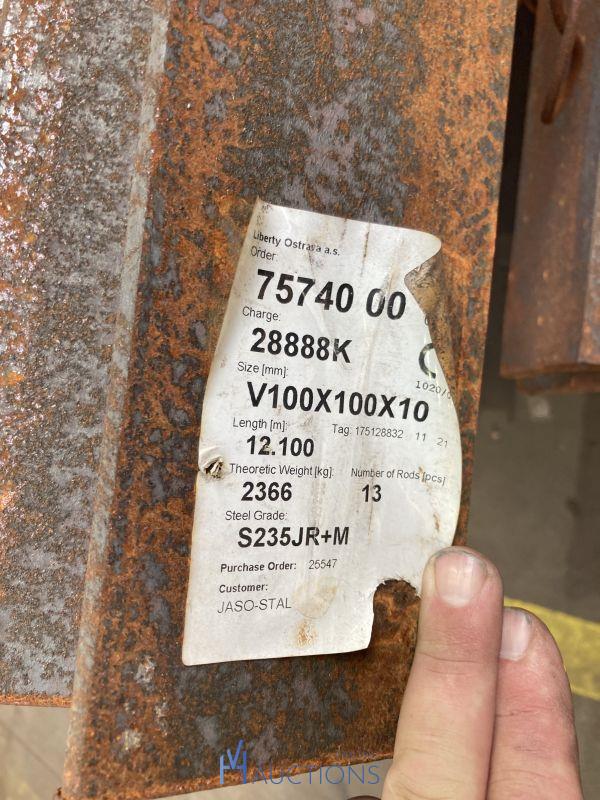 Liberty Ostrava a.s.
Order:
75740 00
Charge:
28888K
Size [mm]:
1020/
V100X100X10
Length [m]: Tag: 175128832 11 21
12.100
Theoretic Weight [kg]: Number of Rods [pcs]
2366 13
Steel Grade:
S235JR+M
Purchase Order: 25547
Customer:
JASO-STAL
AUCTIONS